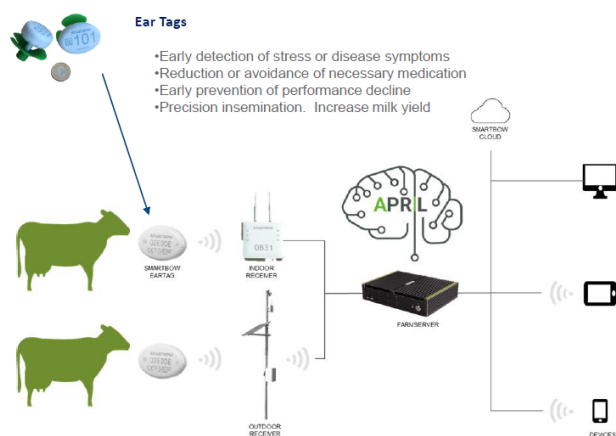 Ear Tags
101
•Early detection of stress or disease symptoms
•Reduction or avoidance of necessary medication
•Early prevention of performance decline
•Precision insemination. Increase milk yield
SMARTBOW
CLOUD
APRIL
0831
SMARTBOW
EARTAG
INDOOR
RECEIVER
FARMSERVER
OUTDOOR
RECEIVER
DEVICES